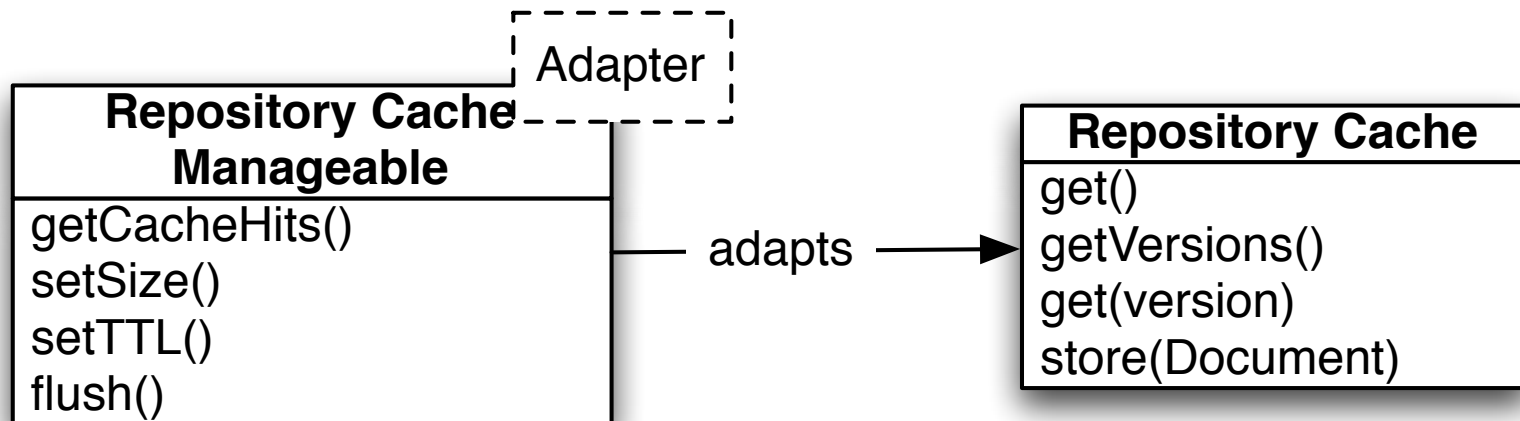 Adapter
Repository Cache
Manageable
getCacheHits()
setSize()
setTTL()
flush()
adapts
Repository Cache
get()
getVersions()
get(version)
store(Document)